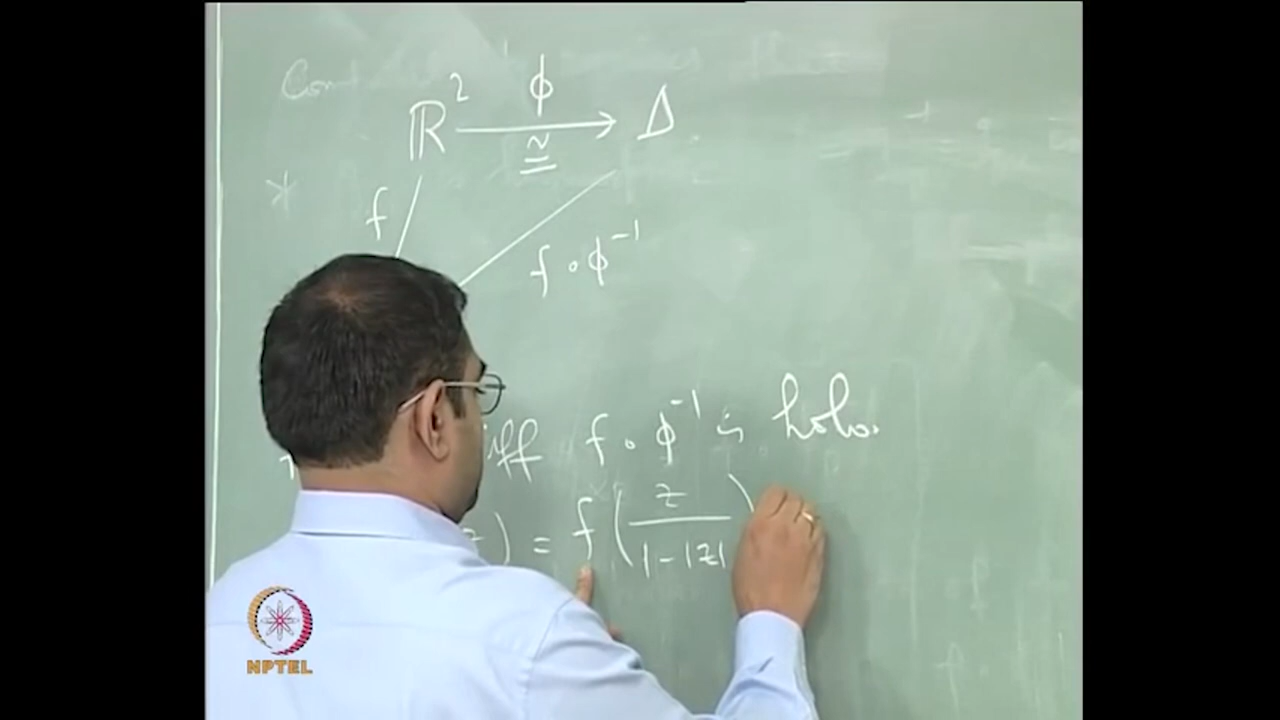 ℝ² ϕ ≅ → Δ
f
f ∘ ϕ⁻¹
iff f ∘ ϕ⁻¹ is holo.
) = f(z/(1-|z|))
NPTEL